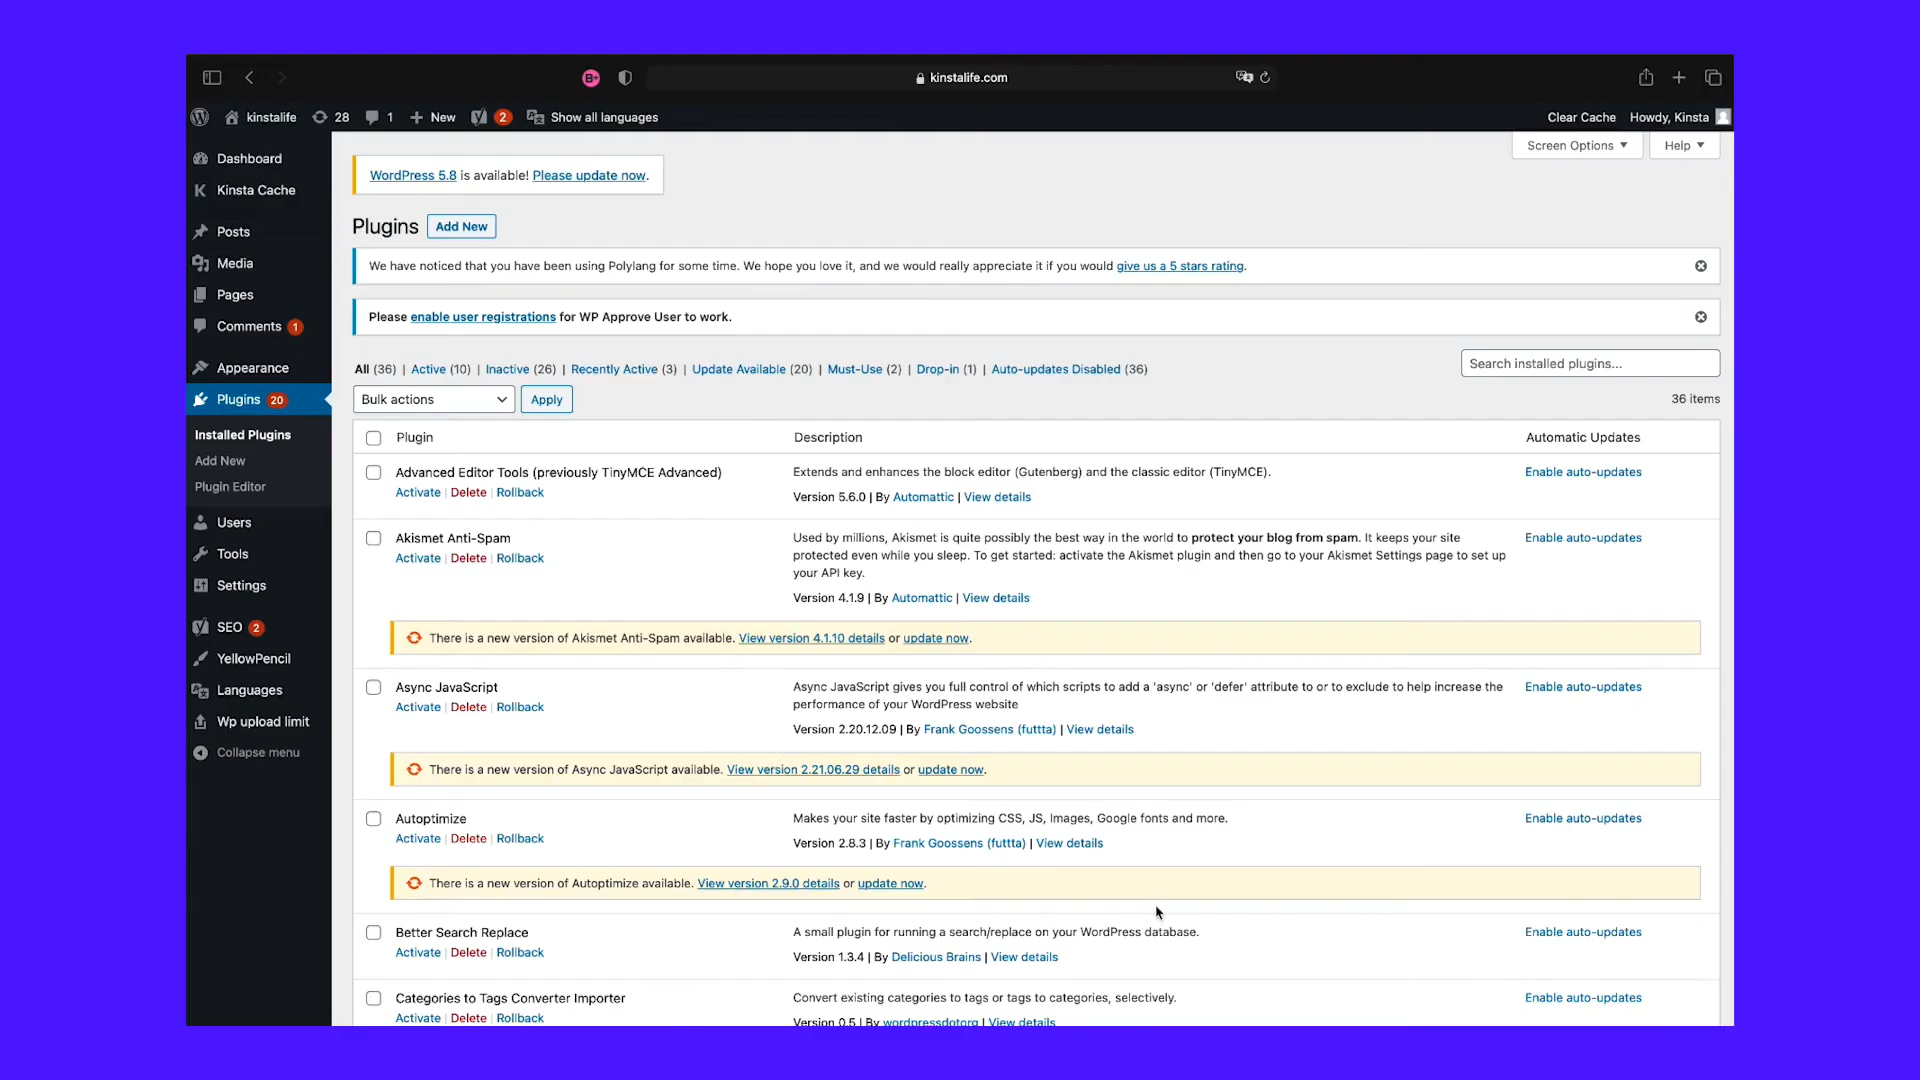 kinstalife.com
kinstalife 28 1 New 2 Show all languages Clear Cache Howdy, Kinsta
Screen Options Help
Dashboard
Kinsta Cache
Posts
Media
Pages
Comments 1
Appearance
Plugins 20
Installed Plugins
Add New
Plugin Editor
Users
Tools
Settings
SEO 2
YellowPencil
Languages
Wp upload limit
Collapse menu
WordPress 5.8 is available! Please update now.
Plugins Add New
We have noticed that you have been using Polylang for some time. We hope you love it, and we would really appreciate it if you would give us a 5 stars rating.
Please enable user registrations for WP Approve User to work.
All (36) | Active (10) | Inactive (26) | Recently Active (3) | Update Available (20) | Must-Use (2) | Drop-in (1) | Auto-updates Disabled (36)
Search installed plugins...
Bulk actions Apply
36 items
Plugin Description Automatic Updates
Advanced Editor Tools (previously TinyMCE Advanced)
Activate | Delete | Rollback
Extends and enhances the block editor (Gutenberg) and the classic editor (TinyMCE).
Version 5.6.0 | By Automattic | View details
Enable auto-updates
Akismet Anti-Spam
Activate | Delete | Rollback
Used by millions, Akismet is quite possibly the best way in the world to protect your blog from spam. It keeps your site
protected even while you sleep. To get started: activate the Akismet plugin and then go to your Akismet Settings page to set up
your API key.
Version 4.1.9 | By Automattic | View details
Enable auto-updates
There is a new version of Akismet Anti-Spam available. View version 4.1.10 details or update now.
Async JavaScript
Activate | Delete | Rollback
Async JavaScript gives you full control of which scripts to add a 'async' or 'defer' attribute to or to exclude to help increase the
performance of your WordPress website
Version 2.20.12.09 | By Frank Goossens (futtta) | View details
Enable auto-updates
There is a new version of Async JavaScript available. View version 2.21.06.29 details or update now.
Autoptimize
Activate | Delete | Rollback
Makes your site faster by optimizing CSS, JS, Images, Google fonts and more.
Version 2.8.3 | By Frank Goossens (futtta) | View details
Enable auto-updates
There is a new version of Autoptimize available. View version 2.9.0 details or update now.
Better Search Replace
Activate | Delete | Rollback
A small plugin for running a search/replace on your WordPress database.
Version 1.3.4 | By Delicious Brains | View details
Enable auto-updates
Categories to Tags Converter Importer
Activate | Delete | Rollback
Convert existing categories to tags or tags to categories, selectively.
Version 0.5 | By wordpressdotorg | View details
Enable auto-updates